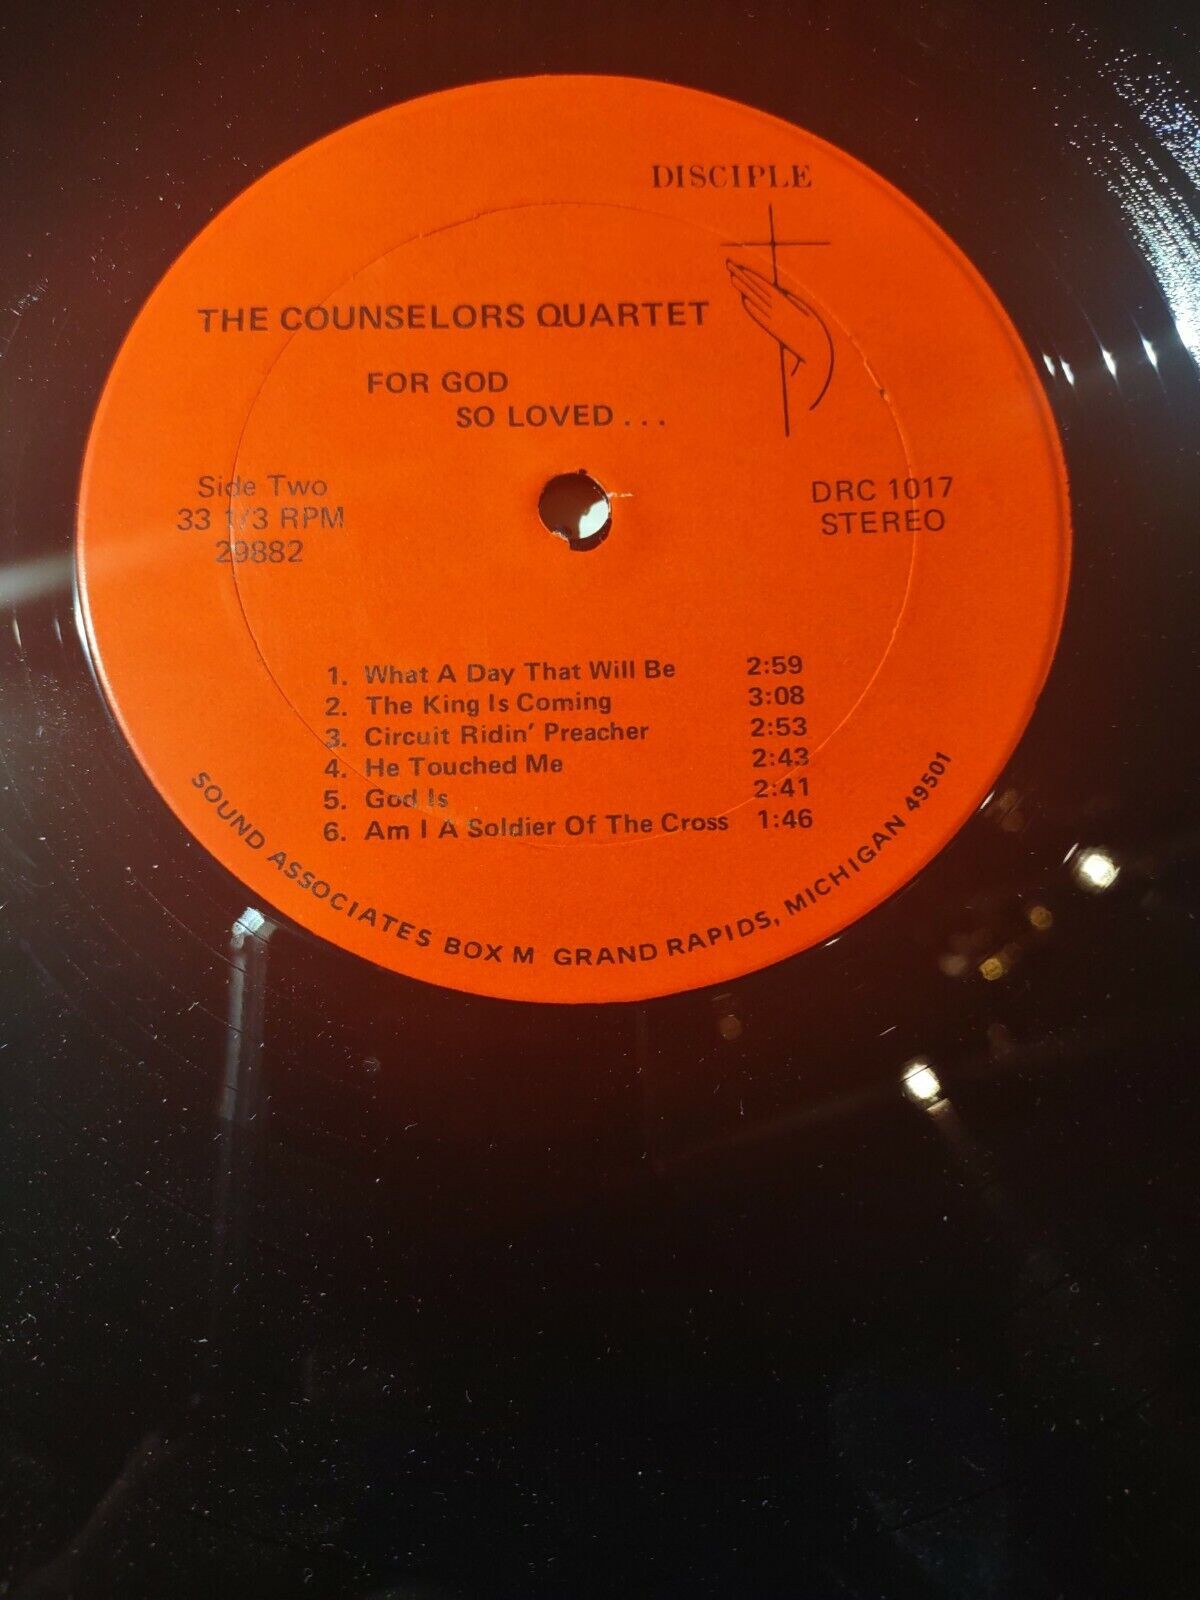 DISCIPLE
THE COUNSELORS QUARTET
FOR GOD
SO LOVED . . .
Side Two
33 1/3 RPM
29882
DRC 1017
STEREO
1. What A Day That Will Be 2:59
2. The King Is Coming 3:08
3. Circuit Ridin' Preacher 2:53
4. He Touched Me 2:43
5. God Is 2:41
6. Am I A Soldier Of The Cross 1:46
SOUND ASSOCIATES BOX M GRAND RAPIDS, MICHIGAN 49501